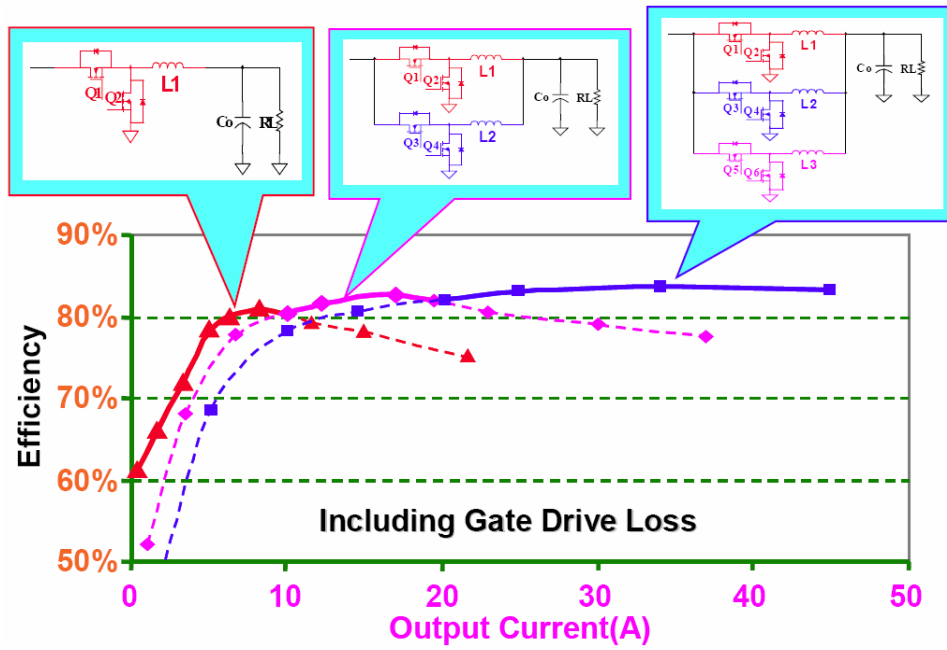 L1
Q1
Q2
Co
RL
L1
Q1
Q2
Co
RL
L2
Q3
Q4
L1
Q1
Q2
Co
RL
L2
Q3
Q4
L3
Q5
Q6
90%
80%
70%
60%
50%
Efficiency
Including Gate Drive Loss
0 10 20 30 40 50
Output Current(A)